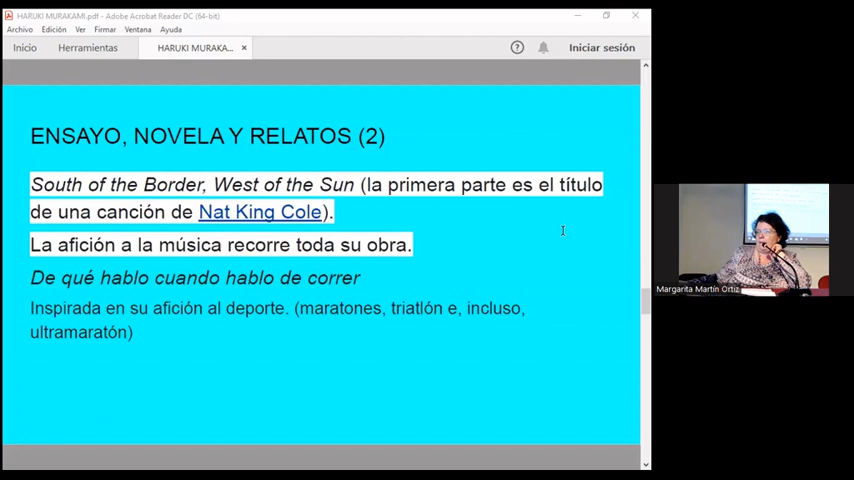 HARUKI MURAKAMI.pdf - Adobe Acrobat Reader DC (64-bit)
Archivo Edición Ver Firmar Ventana Ayuda
Inicio Herramientas HARUKI MURAKA... × Iniciar sesión
ENSAYO, NOVELA Y RELATOS (2)
South of the Border, West of the Sun (la primera parte es el título
de una canción de Nat King Cole).
La afición a la música recorre toda su obra.
De qué hablo cuando hablo de correr
Inspirada en su afición al deporte. (maratones, triatlón e, incluso,
ultramaratón)
Margarita Martín Ortiz